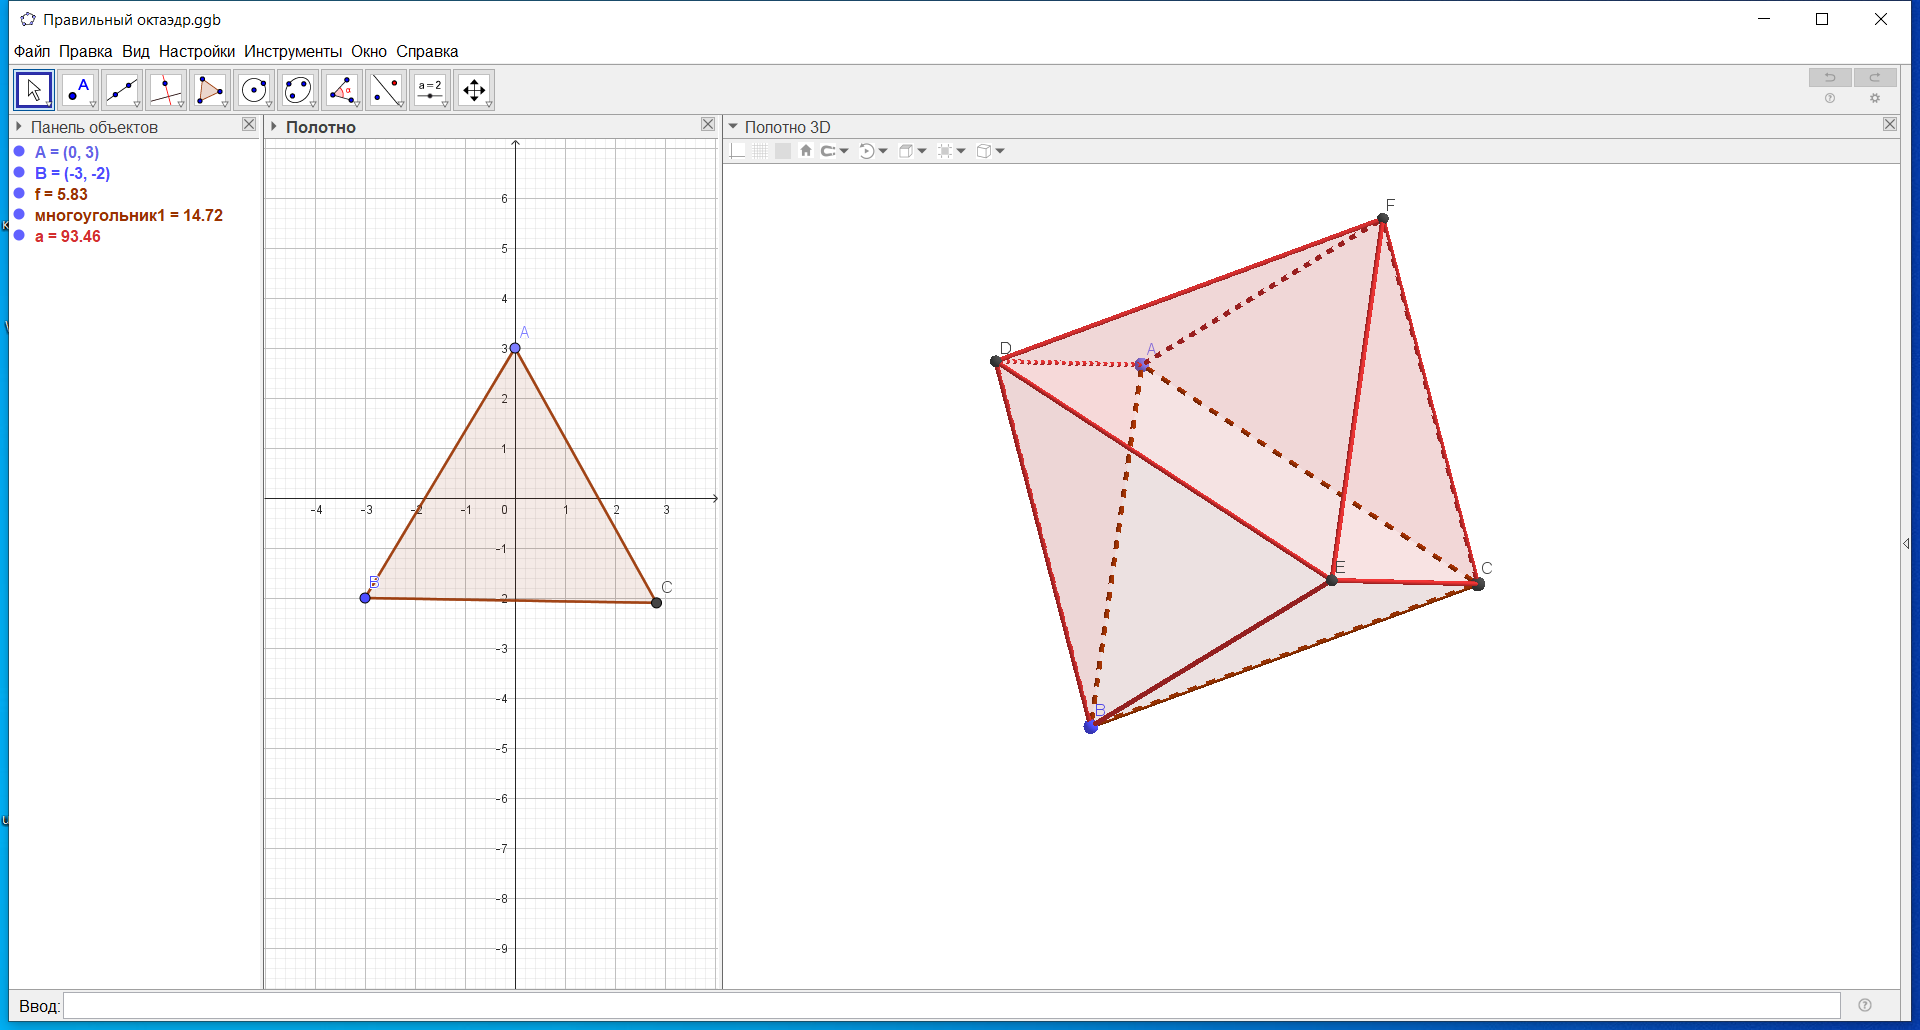 Правильный октаэдр.ggb
Файл Правка Вид Настройки Инструменты Окно Справка
A
α
a=2
Панель объектов
Полотно
Полотно 3D
A = (0, 3)
B = (-3, -2)
f = 5.83
многоугольник1 = 14.72
a = 93.46
6
5
4
3
2
1
-4 -3 -2 -1 0 1 2 3
-1
-2
-3
-4
-5
-6
-7
-8
-9
A
B
C
F
D
A
E
C
B
Ввод: